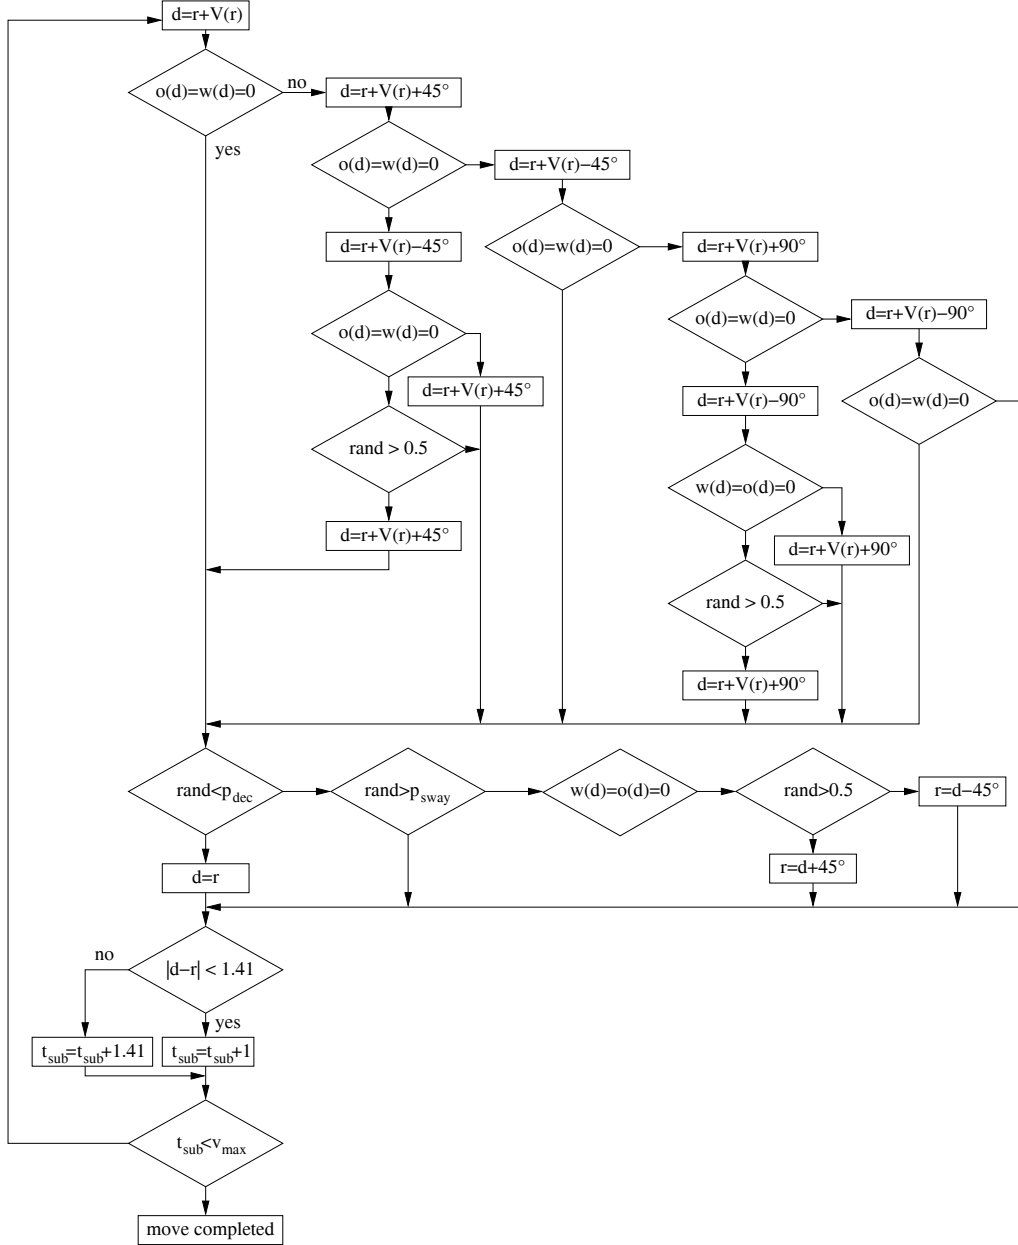 d=r+V(r)
o(d)=w(d)=0
no
yes
d=r+V(r)+45°
o(d)=w(d)=0
d=r+V(r)−45°
o(d)=w(d)=0
d=r+V(r)−45°
o(d)=w(d)=0
d=r+V(r)+45°
rand > 0.5
d=r+V(r)+45°
d=r+V(r)+90°
o(d)=w(d)=0
d=r+V(r)−90°
o(d)=w(d)=0
d=r+V(r)−90°
w(d)=o(d)=0
d=r+V(r)+90°
rand > 0.5
d=r+V(r)+90°
rand<p_dec
rand>p_sway
w(d)=o(d)=0
rand>0.5
r=d−45°
r=d+45°
d=r
|d−r| < 1.41
no
yes
t_sub=t_sub+1.41
t_sub=t_sub+1
t_sub<v_max
move completed